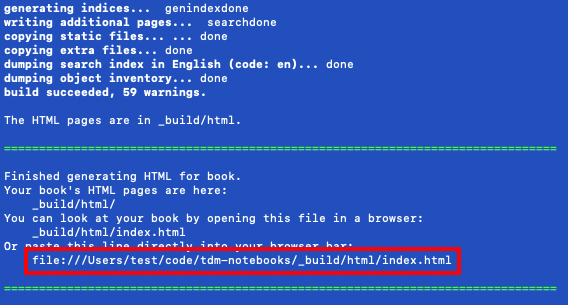 generating indices...  genindexdone
writing additional pages...  searchdone
copying static files... ... done
copying extra files... done
dumping search index in English (code: en)... done
dumping object inventory... done
build succeeded, 59 warnings.
The HTML pages are in _build/html.
===============================================================================
Finished generating HTML for book.
Your book's HTML pages are here:
    _build/html/
You can look at your book by opening this file in a browser:
    _build/html/index.html
Or paste this line directly into your browser bar:
    file:///Users/test/code/tdm-notebooks/_build/html/index.html
===============================================================================